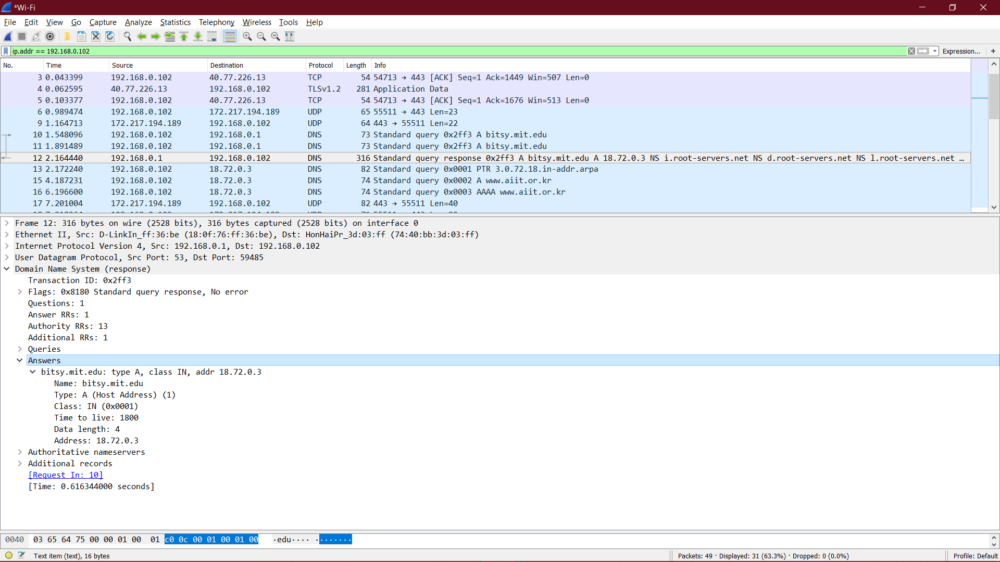 *Wi-Fi
File Edit View Go Capture Analyze Statistics Telephony Wireless Tools Help
ip.addr == 192.168.0.102 Expression... +
No. Time Source Destination Protocol Length Info
3 0.043399 192.168.0.102 40.77.226.13 TCP 54 54713 → 443 [ACK] Seq=1 Ack=1449 Win=507 Len=0
4 0.062595 40.77.226.13 192.168.0.102 TLSv1.2 281 Application Data
5 0.103377 192.168.0.102 40.77.226.13 TCP 54 54713 → 443 [ACK] Seq=1 Ack=1676 Win=513 Len=0
6 0.989474 192.168.0.102 172.217.194.189 UDP 65 55511 → 443 Len=23
9 1.164713 172.217.194.189 192.168.0.102 UDP 64 443 → 55511 Len=22
10 1.548096 192.168.0.102 192.168.0.1 DNS 73 Standard query 0x2ff3 A bitsy.mit.edu
11 1.891489 192.168.0.102 192.168.0.1 DNS 73 Standard query 0x2ff3 A bitsy.mit.edu
12 2.164440 192.168.0.1 192.168.0.102 DNS 316 Standard query response 0x2ff3 A bitsy.mit.edu A 18.72.0.3 NS i.root-servers.net NS d.root-servers.net NS l.root-servers.net …
13 2.172240 192.168.0.102 18.72.0.3 DNS 82 Standard query 0x0001 PTR 3.0.72.18.in-addr.arpa
15 4.187231 192.168.0.102 18.72.0.3 DNS 74 Standard query 0x0002 A www.aiit.or.kr
16 6.196600 192.168.0.102 18.72.0.3 DNS 74 Standard query 0x0003 AAAA www.aiit.or.kr
17 7.201004 172.217.194.189 192.168.0.102 UDP 82 443 → 55511 Len=40
Frame 12: 316 bytes on wire (2528 bits), 316 bytes captured (2528 bits) on interface 0
Ethernet II, Src: D-LinkIn_ff:36:be (18:0f:76:ff:36:be), Dst: HonHaiPr_3d:03:ff (74:40:bb:3d:03:ff)
Internet Protocol Version 4, Src: 192.168.0.1, Dst: 192.168.0.102
User Datagram Protocol, Src Port: 53, Dst Port: 59485
Domain Name System (response)
Transaction ID: 0x2ff3
Flags: 0x8180 Standard query response, No error
Questions: 1
Answer RRs: 1
Authority RRs: 13
Additional RRs: 1
Queries
Answers
bitsy.mit.edu: type A, class IN, addr 18.72.0.3
Name: bitsy.mit.edu
Type: A (Host Address) (1)
Class: IN (0x0001)
Time to live: 1800
Data length: 4
Address: 18.72.0.3
Authoritative nameservers
Additional records
[Request In: 10]
[Time: 0.616344000 seconds]
0040 03 65 64 75 00 00 01 00 01 c0 0c 00 01 00 01 00 ·edu···· ········
Text item (text), 16 bytes Packets: 49 · Displayed: 31 (63.3%) · Dropped: 0 (0.0%) Profile: Default